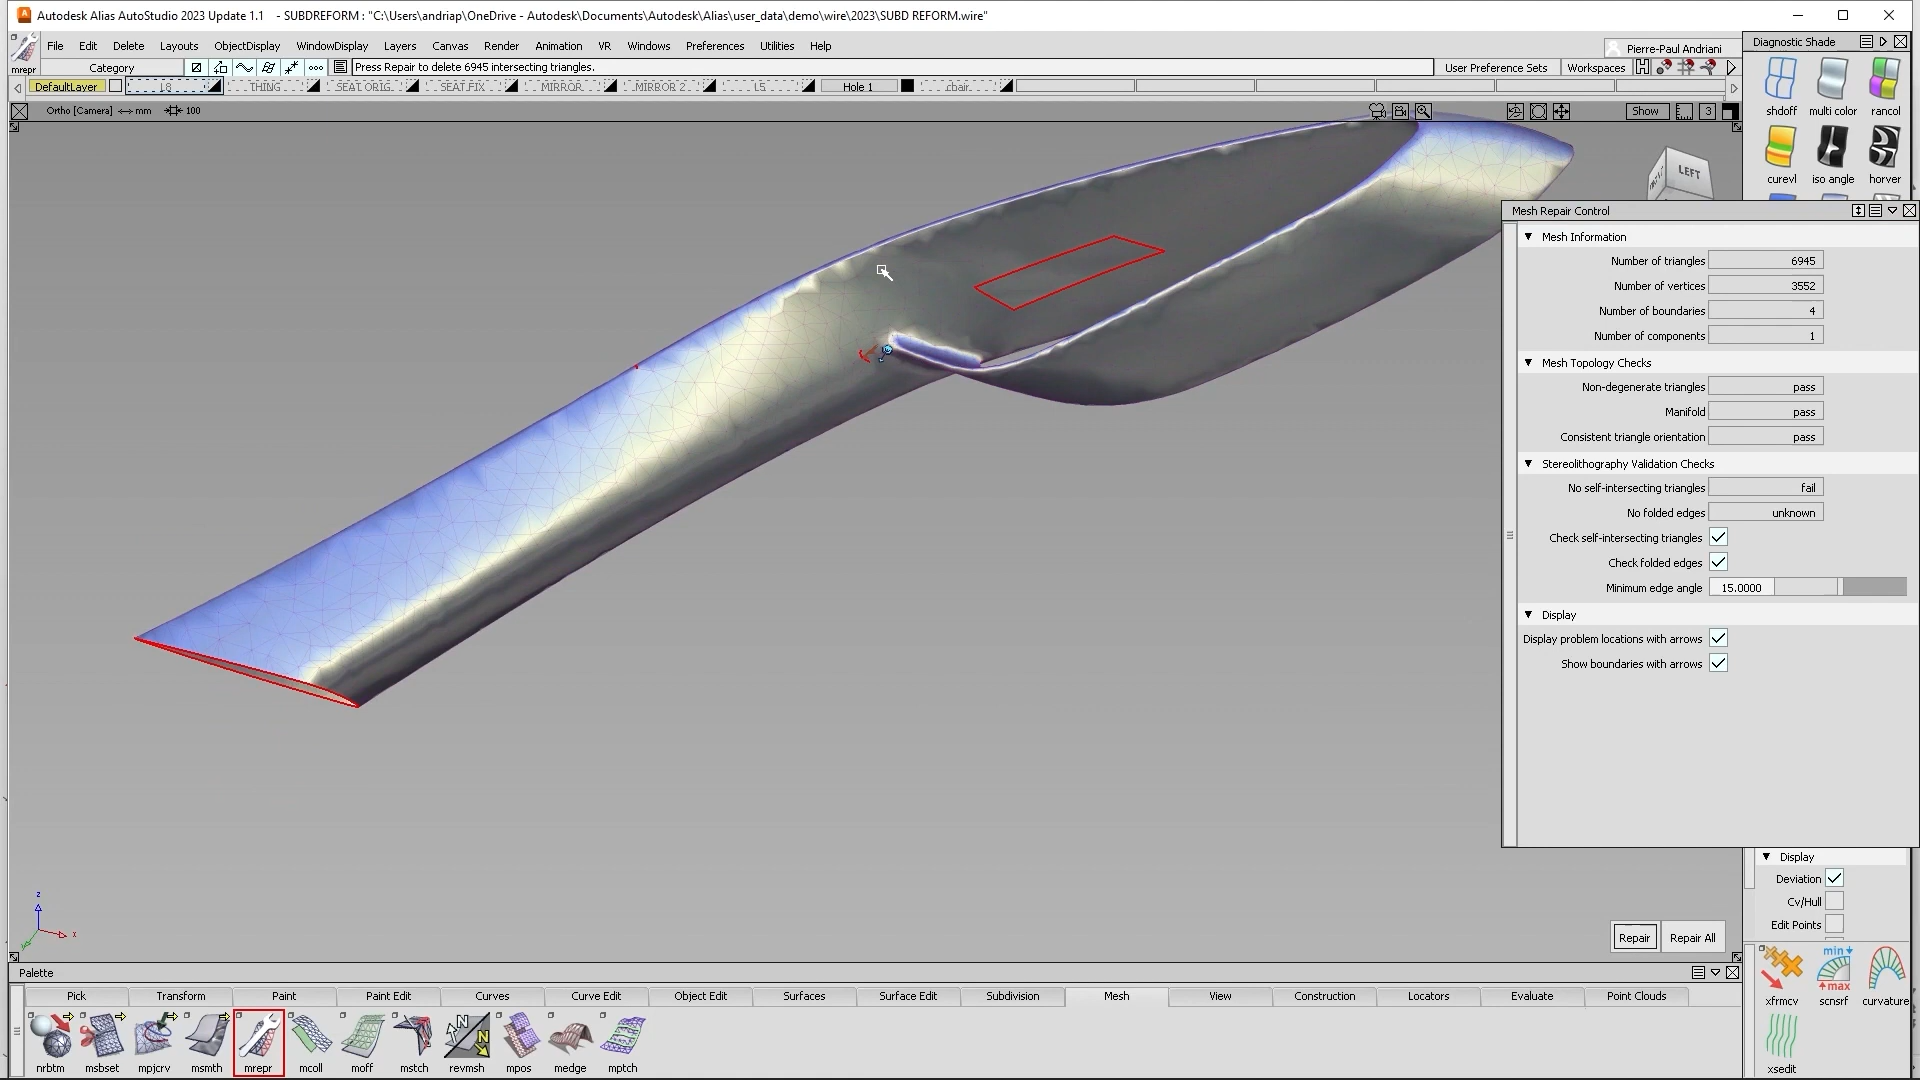 Autodesk Alias AutoStudio 2023 Update 1.1 - SUBDREFORM : "C:\Users\andriap\OneDrive - Autodesk\Documents\Autodesk\Alias\user_data\demo\wire\2023\SUBD REFORM.wire"
File Edit Delete Layouts ObjectDisplay WindowDisplay Layers Canvas Render Animation VR Windows Preferences Utilities Help
Pierre-Paul Andriani
mrepr
Category
Press Repair to delete 6945 intersecting triangles.
User Preference Sets Workspaces
DefaultLayer L8 THING SEAT ORIG. SEAT FIX MIRROR MIRROR 2 L5 Hole 1 cbair
Ortho [Camera] mm 100
Show 3
LEFT
Diagnostic Shade
shdoff multi color rancol
curevl iso angle horver
Mesh Repair Control
Mesh Information
Number of triangles 6945
Number of vertices 3552
Number of boundaries 4
Number of components 1
Mesh Topology Checks
Non-degenerate triangles pass
Manifold pass
Consistent triangle orientation pass
Stereolithography Validation Checks
No self-intersecting triangles fail
No folded edges unknown
Check self-intersecting triangles
Check folded edges
Minimum edge angle 15.0000
Display
Display problem locations with arrows
Show boundaries with arrows
Repair Repair All
Display
Deviation
Cv/Hull
Edit Points
z
x
y
min
max
xfrmcv scnsrf curvature
xsedit
Palette
Pick Transform Paint Paint Edit Curves Curve Edit Object Edit Surfaces Surface Edit Subdivision Mesh View Construction Locators Evaluate Point Clouds
N
N
nrbtm msbset mpjcrv msmth mrepr mcoll moff mstch revmsh mpos medge mptch